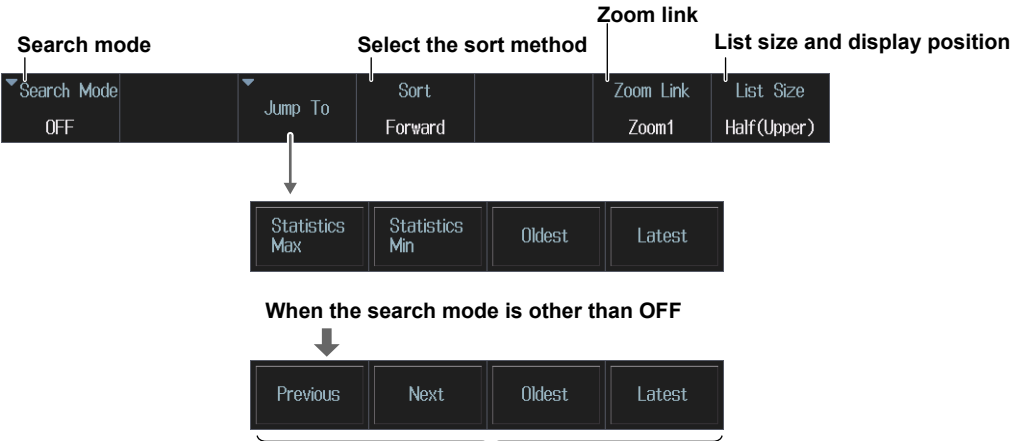 Zoom link
Search mode
Select the sort method
List size and display position
Search Mode
Jump To
Sort
Zoom Link
List Size
OFF
Forward
Zoom1
Half(Upper)
Statistics
Max
Statistics
Min
Oldest
Latest
When the search mode is other than OFF
Previous
Next
Oldest
Latest